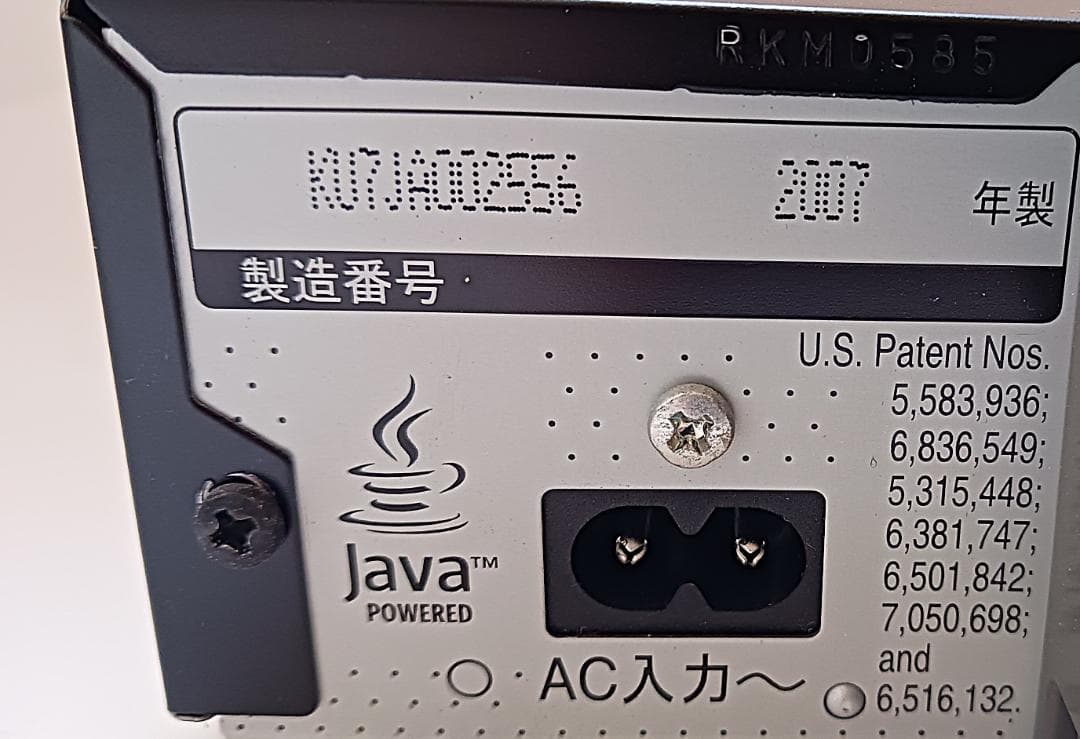 RKM0585
KU7JA002556
2007 年製
製造番号
U.S. Patent Nos.
5,583,936;
6,836,549;
5,315,448;
6,381,747;
6,501,842;
7,050,698;
and
6,516,132.
Java™
POWERED
AC入力〜